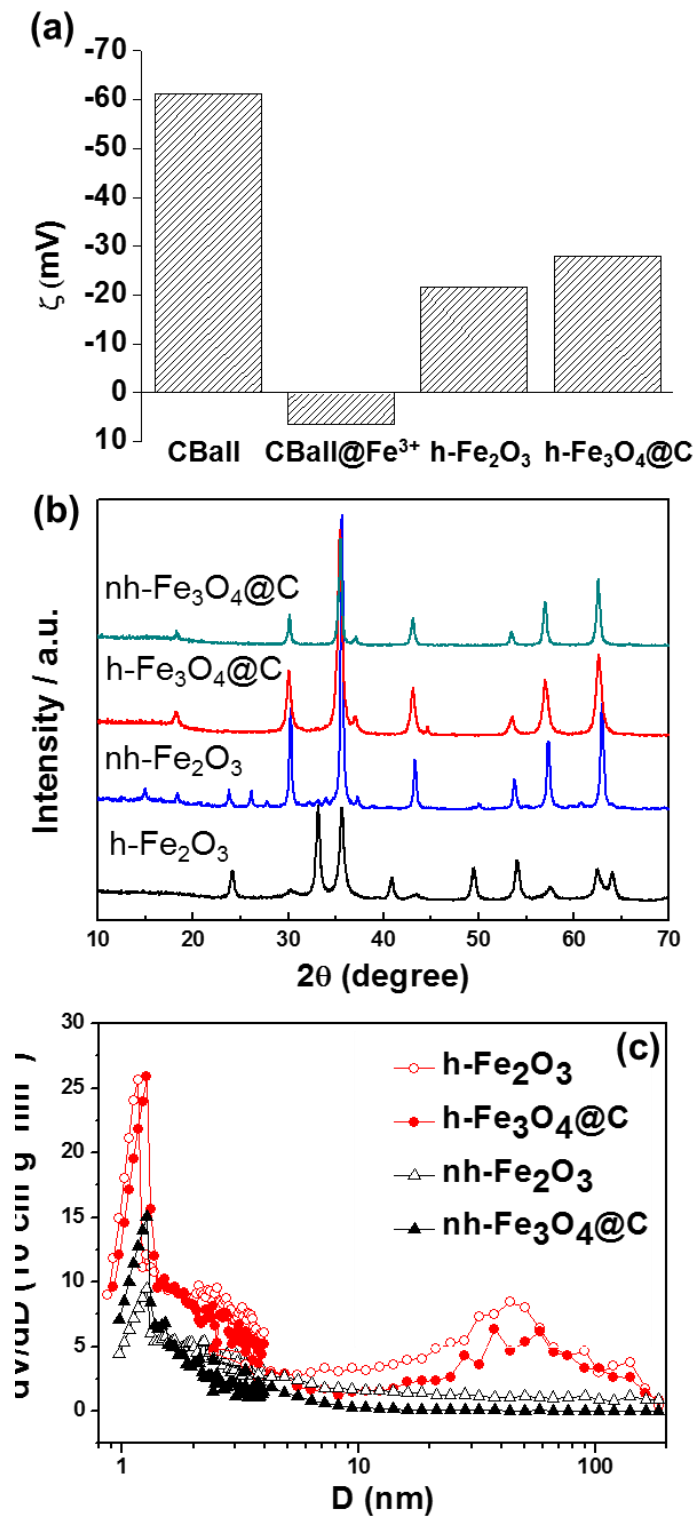 (a)
-70
-60
-50
-40
-30
-20
-10
0
10
ζ (mV)
CBall CBall@Fe³⁺ h-Fe₂O₃ h-Fe₃O₄@C
(b)
nh-Fe₃O₄@C
h-Fe₃O₄@C
nh-Fe₂O₃
h-Fe₂O₃
Intensity / a.u.
10 20 30 40 50 60 70
2θ (degree)
(c)
30
25
20
15
10
5
0
h-Fe₂O₃
h-Fe₃O₄@C
nh-Fe₂O₃
nh-Fe₃O₄@C
1 10 100
D (nm)